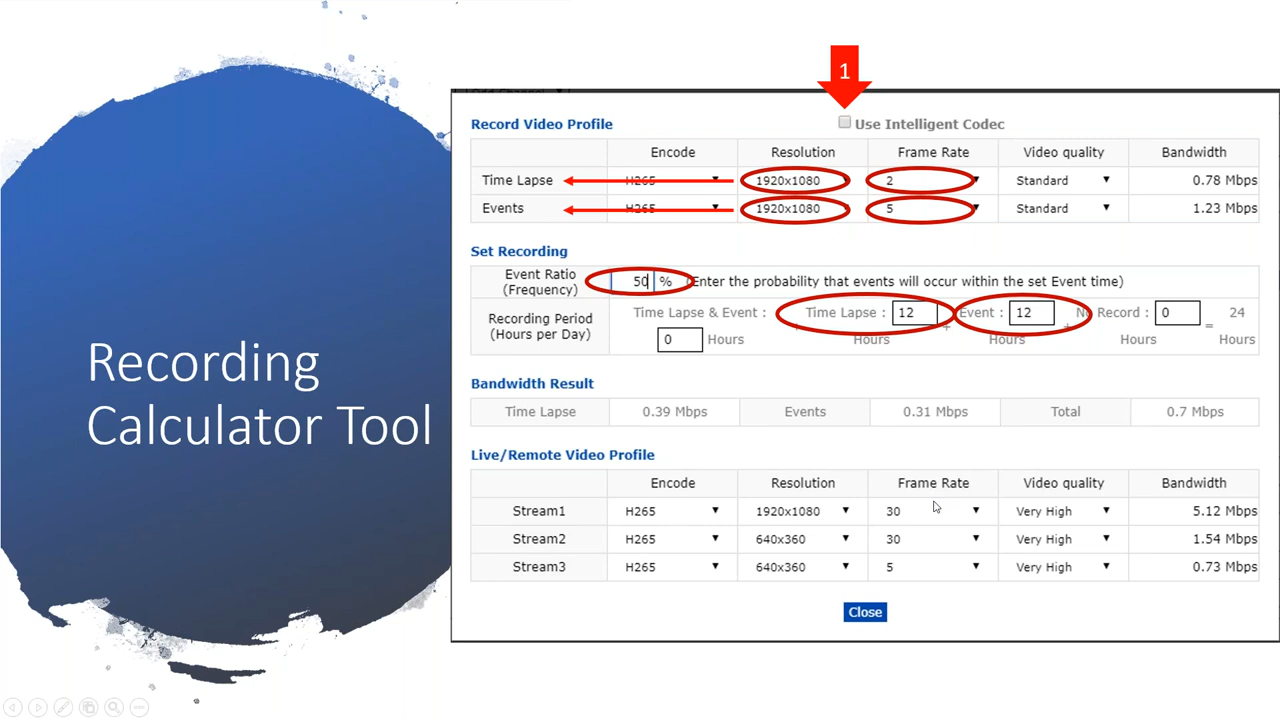 1
Recording
Calculator Tool
Record Video Profile
Use Intelligent Codec
Encode Resolution Frame Rate Video quality Bandwidth
Time Lapse H265 1920x1080 2 Standard 0.78 Mbps
Events H265 1920x1080 5 Standard 1.23 Mbps
Set Recording
Event Ratio
(Frequency)
50 % (Enter the probability that events will occur within the set Event time)
Recording Period
(Hours per Day)
Time Lapse & Event : Time Lapse : 12 Event : 12 Record : 0 24
0 Hours + Hours + Hours Hours = Hours
Bandwidth Result
Time Lapse 0.39 Mbps Events 0.31 Mbps Total 0.7 Mbps
Live/Remote Video Profile
Encode Resolution Frame Rate Video quality Bandwidth
Stream1 H265 1920x1080 30 Very High 5.12 Mbps
Stream2 H265 640x360 30 Very High 1.54 Mbps
Stream3 H265 640x360 5 Very High 0.73 Mbps
Close